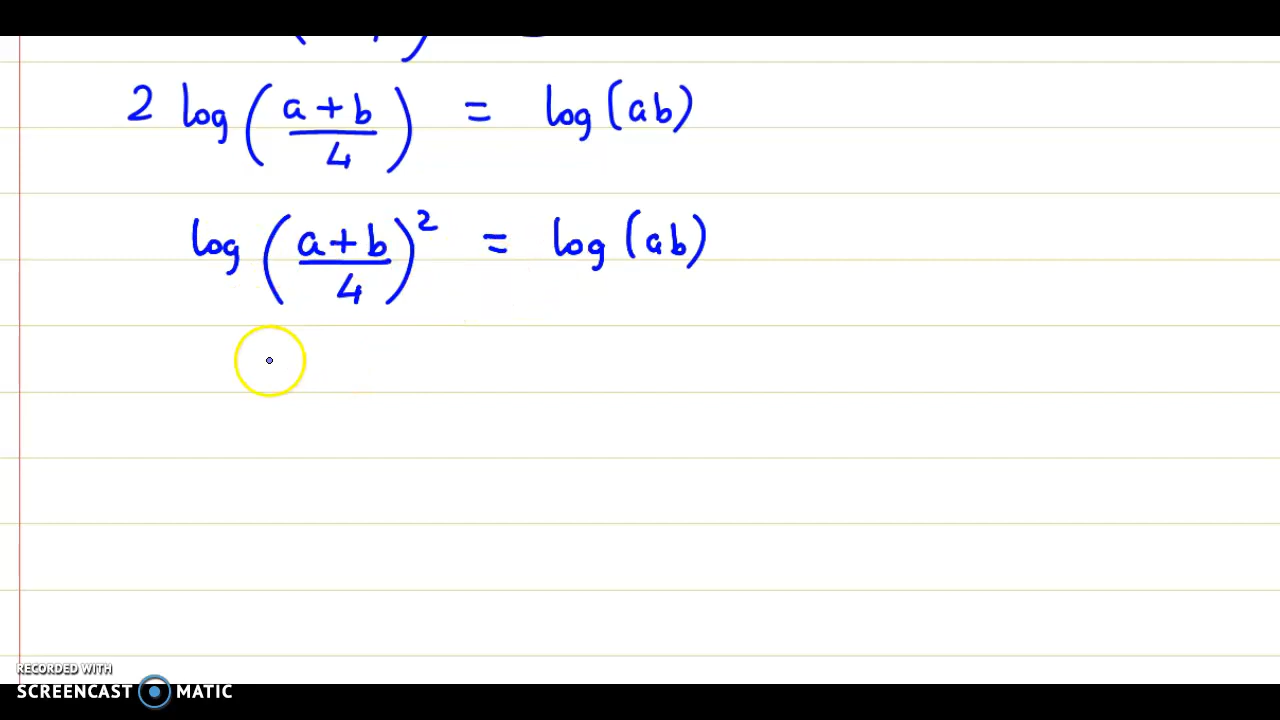 2 log(a+b/4) = log(ab)
log(a+b/4)² = log(ab)
RECORDED WITH
SCREENCAST MATIC